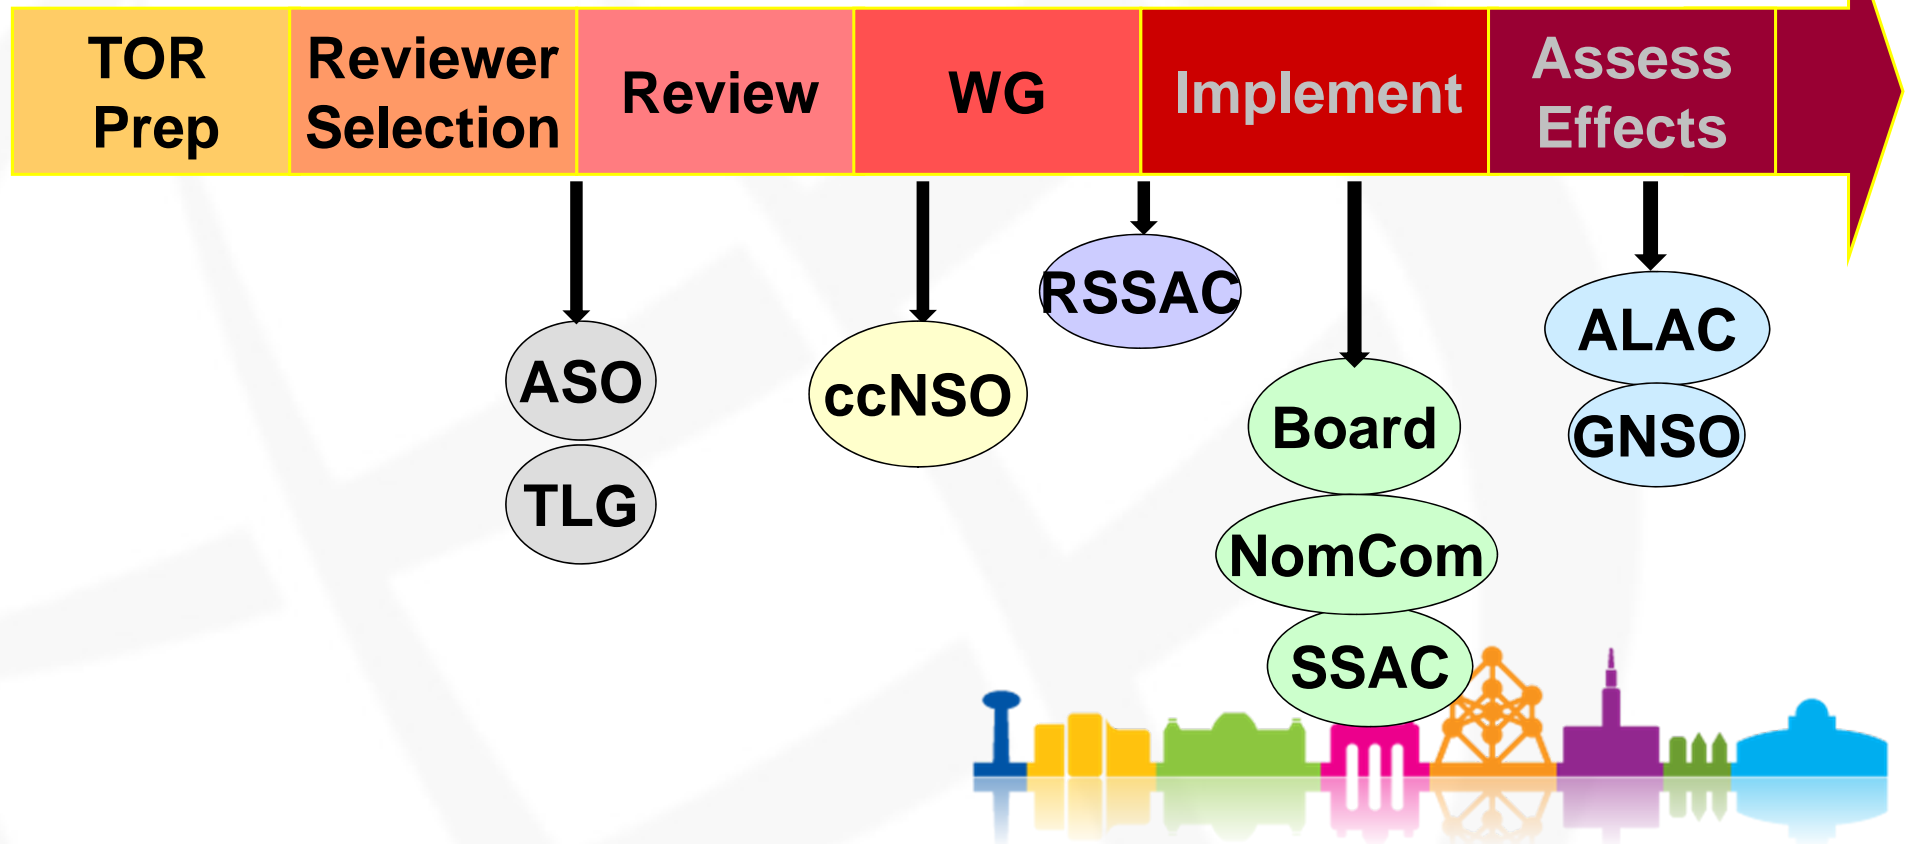 TOR
Prep
Reviewer
Selection
Review
WG
Implement
Assess
Effects
RSSAC
ASO
TLG
ccNSO
Board
NomCom
SSAC
ALAC
GNSO